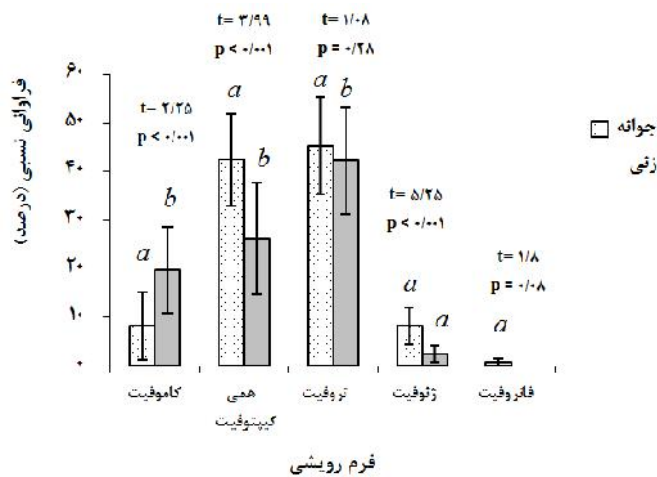 t= ۳/۹۹
p < ۰/۰۰۱
t= ۱/۰۸
p = ۰/۲۸
t= ۲/۲۵
p < ۰/۰۰۱
t= ۵/۲۵
p < ۰/۰۰۱
t= ۱/۸
p = ۰/۰۸
فراوانی نسبی (درصد)
۶۰
۵۰
۴۰
۳۰
۲۰
۱۰
۰
a b
a b
a b
a a
a
جوانه
زنی
کاموفیت
همی
کیپتوفیت
تروفیت
ژئوفیت
فانروفیت
فرم رویشی